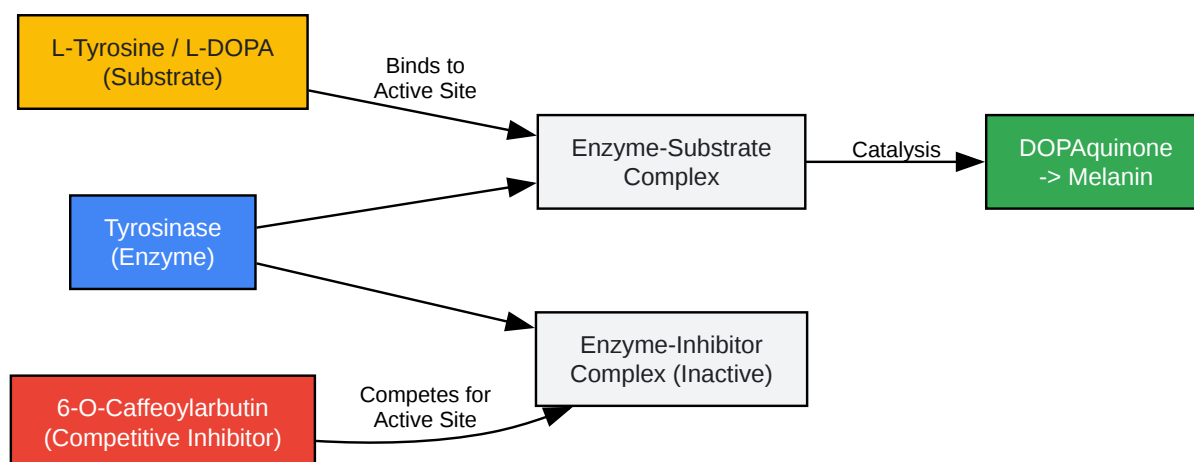 L-Tyrosine / L-DOPA
(Substrate)
Binds to
Active Site
Enzyme-Substrate
Complex
Catalysis
DOPAquinone
-> Melanin
Tyrosinase
(Enzyme)
Enzyme-Inhibitor
Complex (Inactive)
6-O-Caffeoylarbutin
(Competitive Inhibitor)
Competes for
Active Site